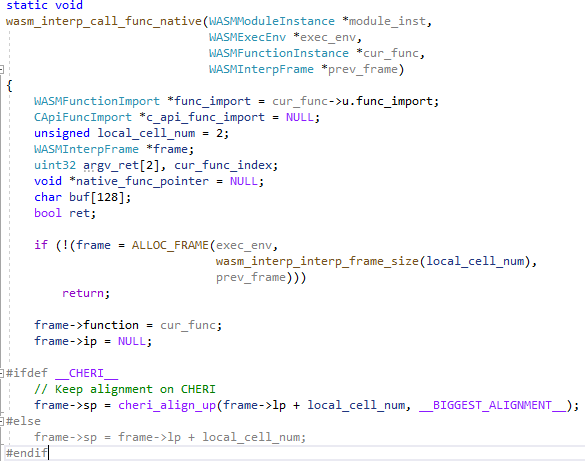 static void
wasm_interp_call_func_native(WASMModuleInstance *module_inst,
                             WASMExecEnv *exec_env,
                             WASMFunctionInstance *cur_func,
                             WASMInterpFrame *prev_frame)
{
    WASMFunctionImport *func_import = cur_func->u.func_import;
    CApiFuncImport *c_api_func_import = NULL;
    unsigned local_cell_num = 2;
    WASMInterpFrame *frame;
    uint32 argv_ret[2], cur_func_index;
    void *native_func_pointer = NULL;
    char buf[128];
    bool ret;

    if (!(frame = ALLOC_FRAME(exec_env,
                              wasm_interp_interp_frame_size(local_cell_num),
                              prev_frame)))
        return;

    frame->function = cur_func;
    frame->ip = NULL;

#ifdef __CHERI__
    // Keep alignment on CHERI
    frame->sp = cheri_align_up(frame->lp + local_cell_num, __BIGGEST_ALIGNMENT__);
#else
    frame->sp = frame->lp + local_cell_num;
#endif